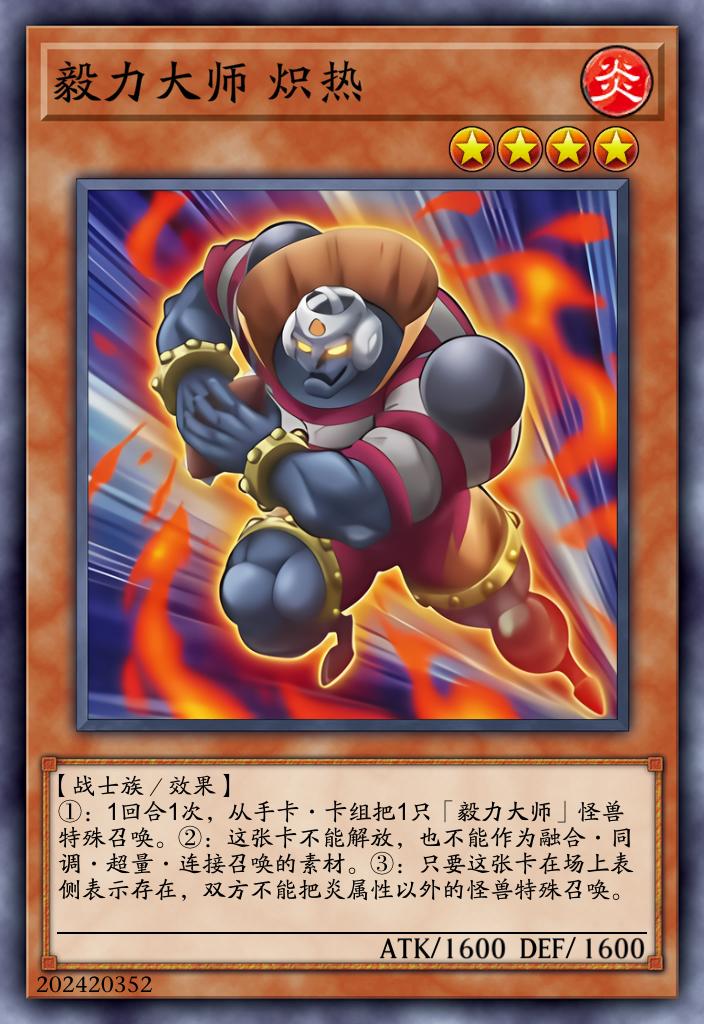 毅力大师 炽热
炎
【战士族／效果】
①：1回合1次，从手卡·卡组把1只「毅力大师」怪兽
特殊召唤。②：这张卡不能解放，也不能作为融合·同
调·超量·连接召唤的素材。③：只要这张卡在场上表
侧表示存在，双方不能把炎属性以外的怪兽特殊召唤。
ATK/1600 DEF/1600
202420352